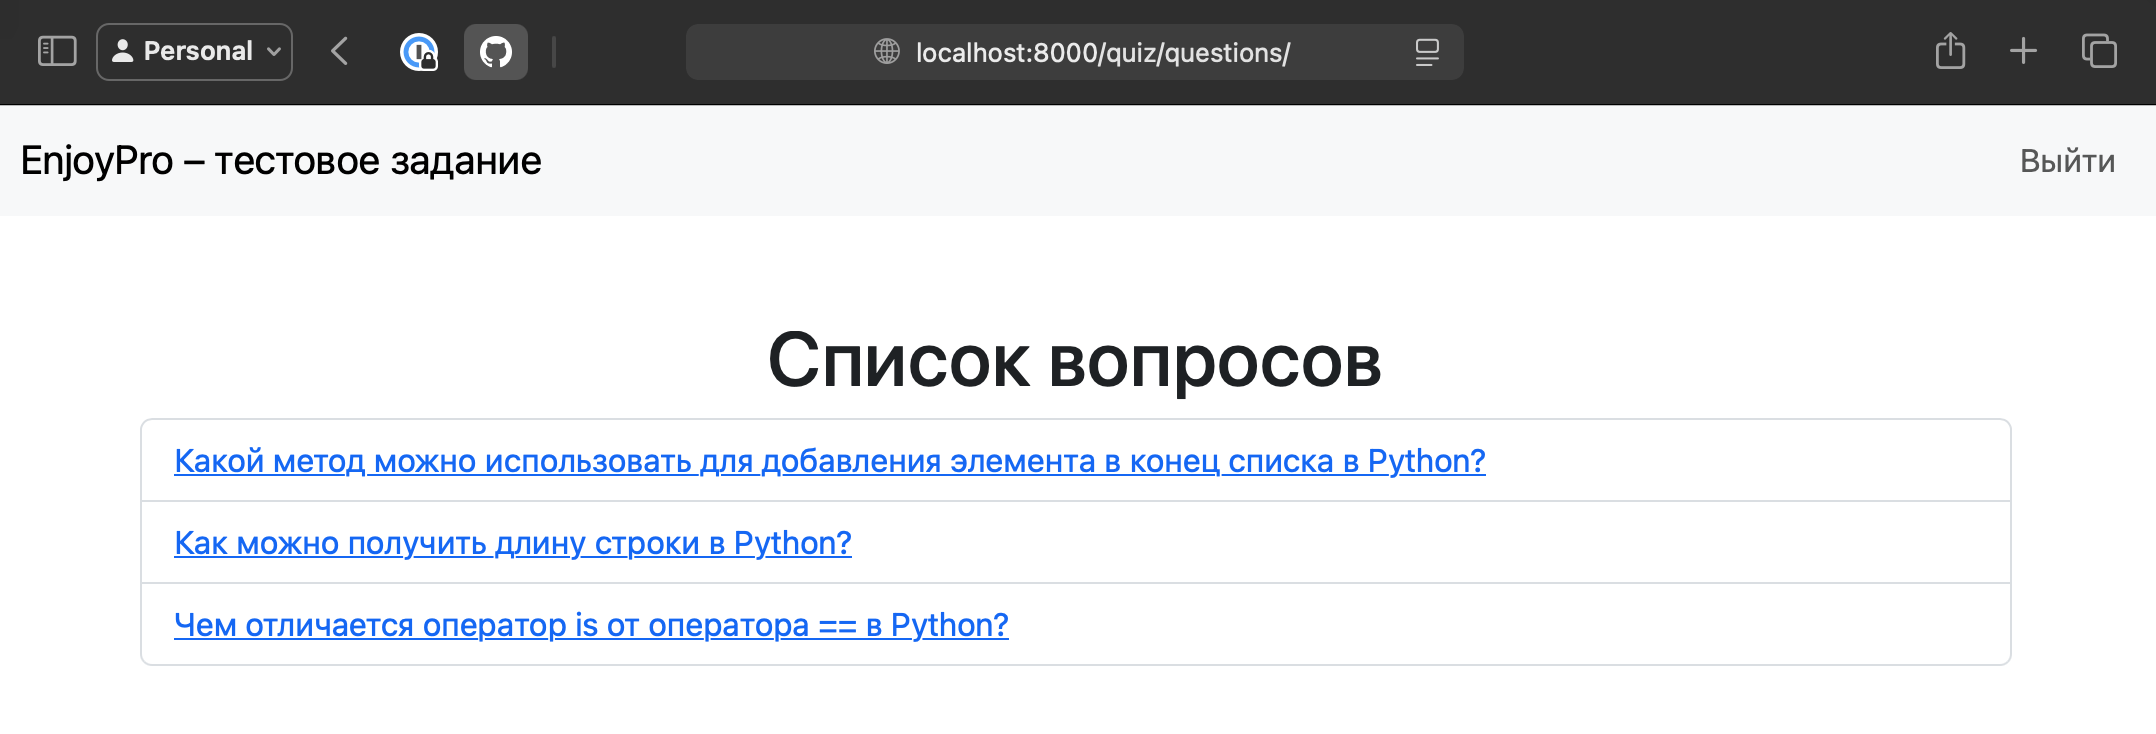 Personal
localhost:8000/quiz/questions/
EnjoyPro – тестовое задание
Выйти
Список вопросов
Какой метод можно использовать для добавления элемента в конец списка в Python?
Как можно получить длину строки в Python?
Чем отличается оператор is от оператора == в Python?